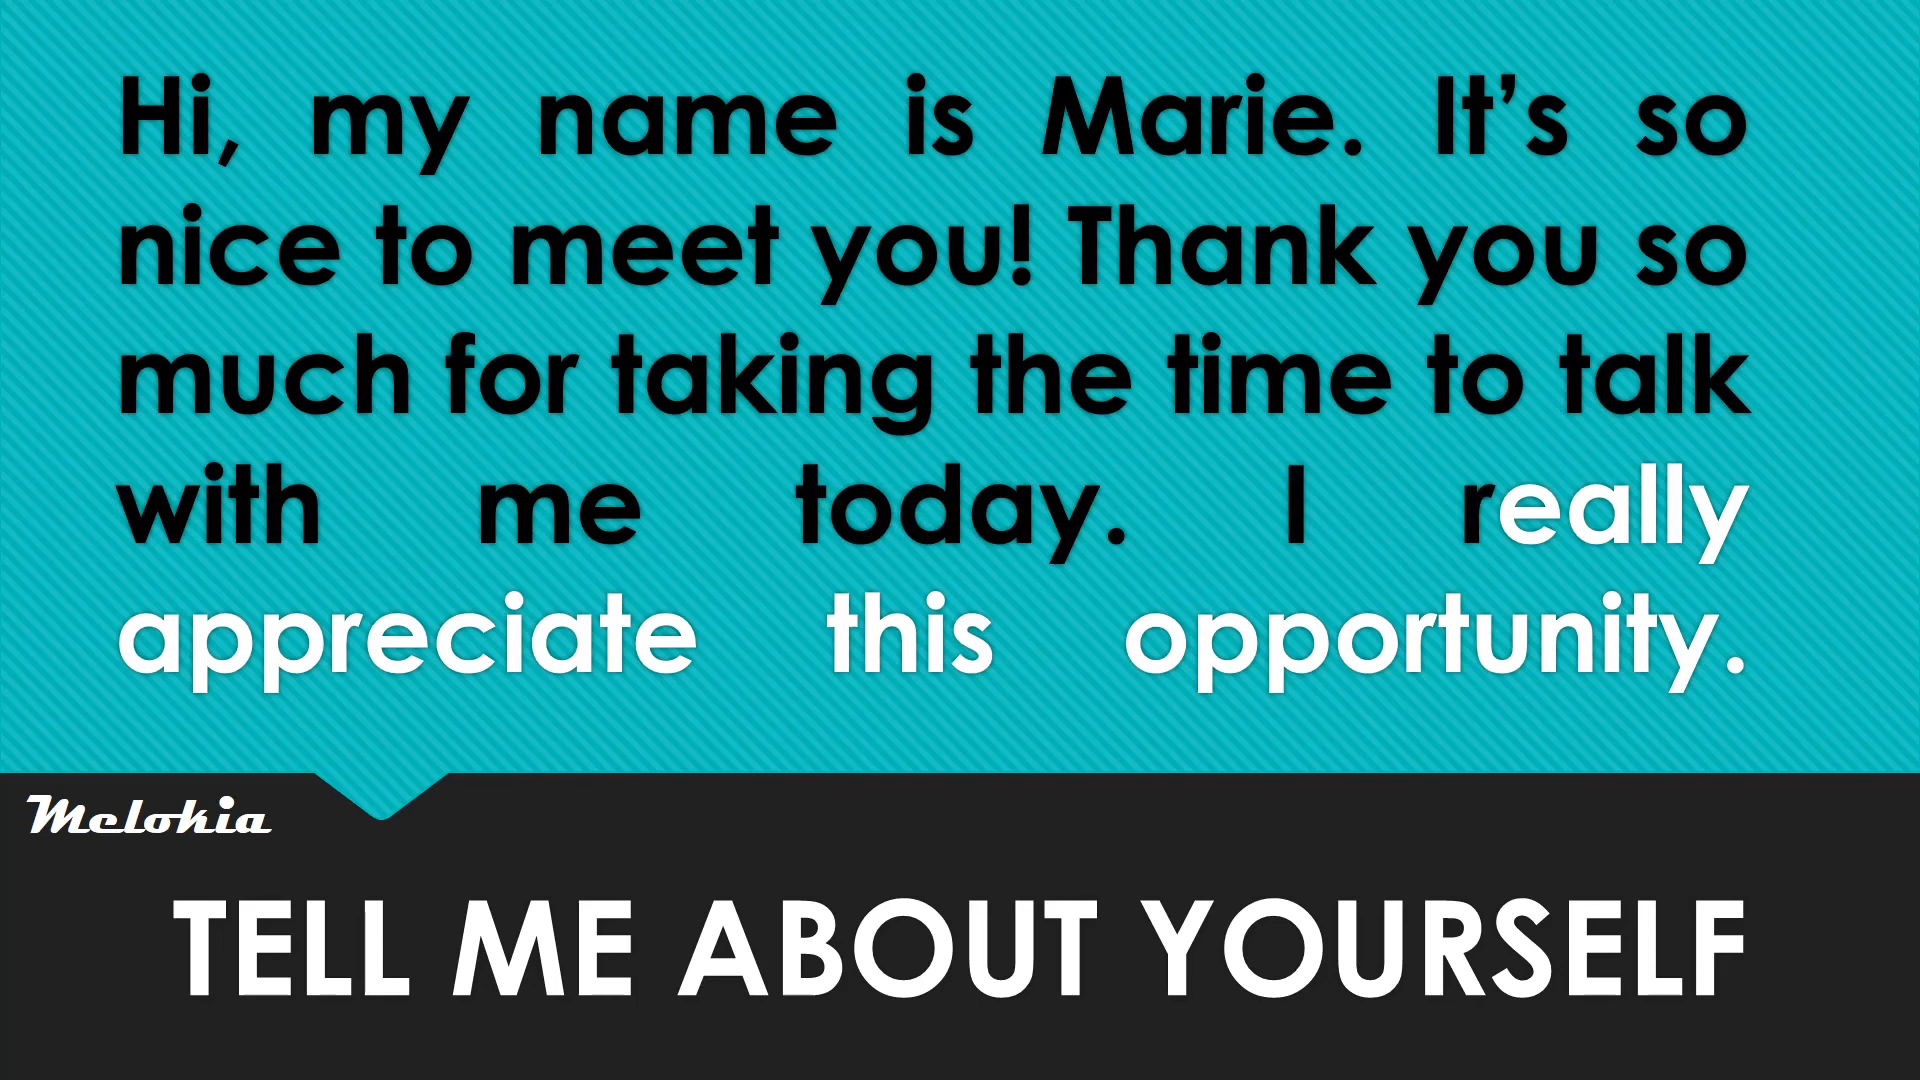 Hi, my name is Marie. It’s so
nice to meet you! Thank you so
much for taking the time to talk
with me today. I really
appreciate this opportunity.
Melokia
TELL ME ABOUT YOURSELF